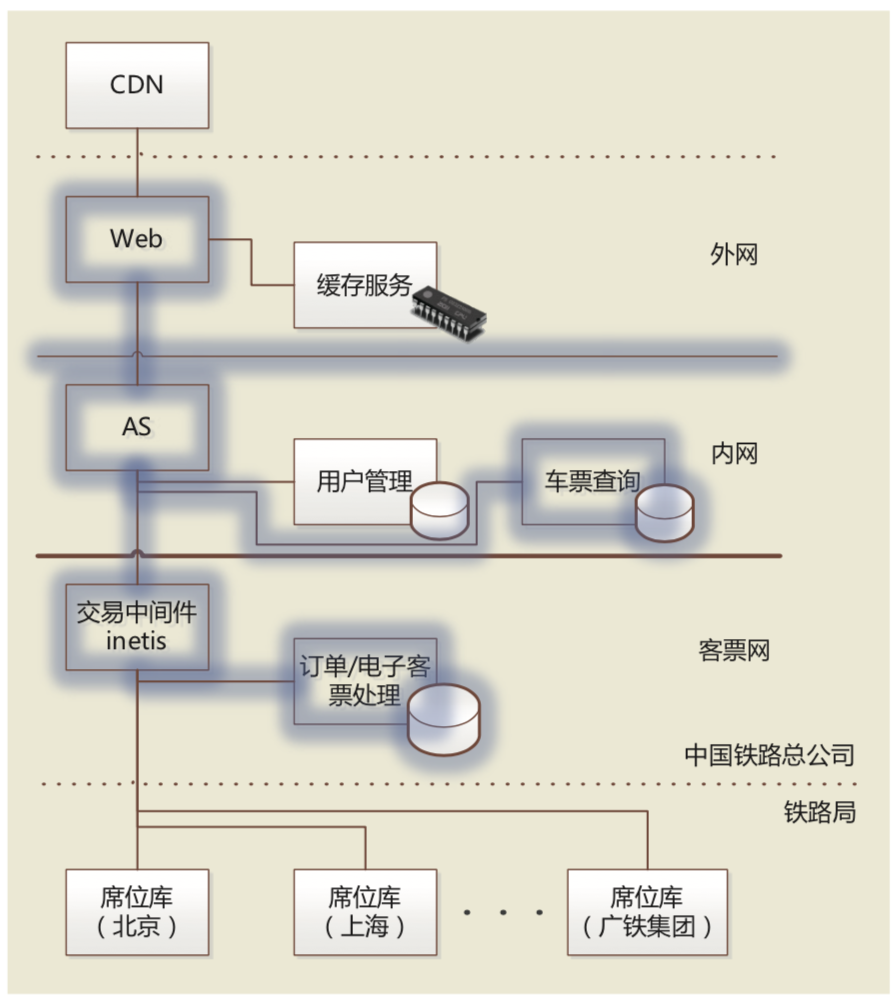 CDN
Web
外网
缓存服务
AS
内网
用户管理
车票查询
交易中间件
inetis
客票网
订单/电子客
票处理
中国铁路总公司
铁路局
席位库
（北京）
席位库
（上海）
· · ·
席位库
（广铁集团）